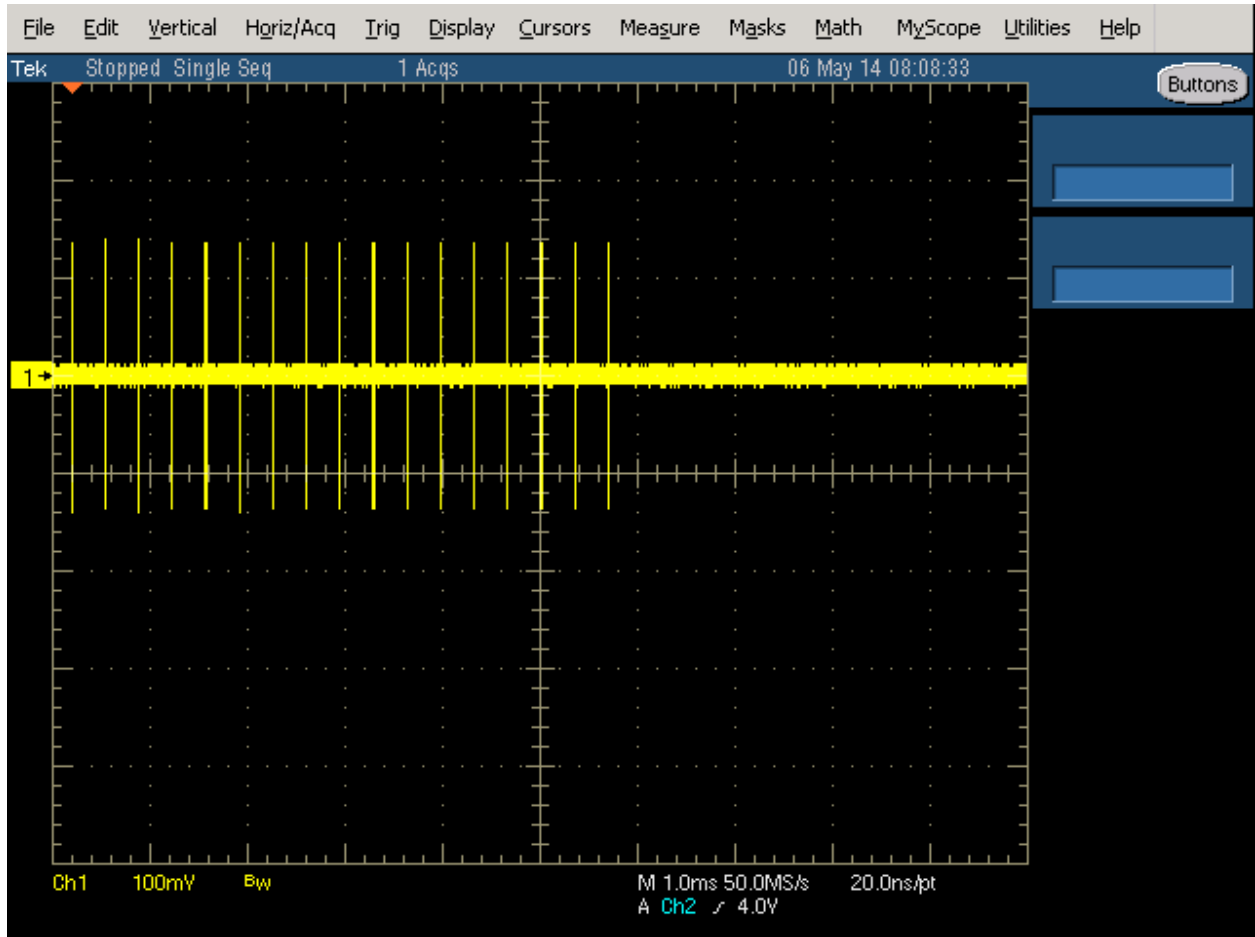 File Edit Vertical Horiz/Acq Trig Display Cursors Measure Masks Math MyScope Utilities Help
Tek Stopped Single Seq 1 Acqs 06 May 14 08:08:33 Buttons
1
Ch1 100mV BW M 1.0ms 50.0MS/s 20.0ns/pt
A Ch2 4.0V